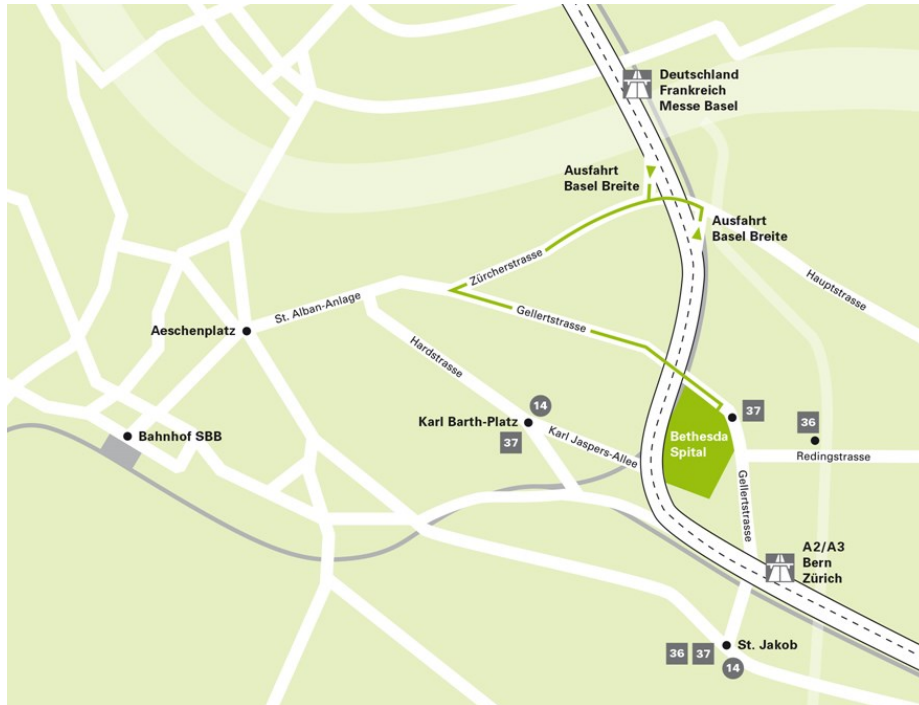 Deutschland
Frankreich
Messe Basel
Ausfahrt
Basel Breite
Ausfahrt
Basel Breite
Zürcherstrasse
Hauptstrasse
St. Alban-Anlage
Gellertstrasse
Aeschenplatz
Hardstrasse
14
Karl Barth-Platz
37
Karl Jaspers-Allee
37
36
Bethesda
Spital
Redingstrasse
Bahnhof SBB
Gellertstrasse
A2/A3
Bern
Zürich
St. Jakob
36
37
14